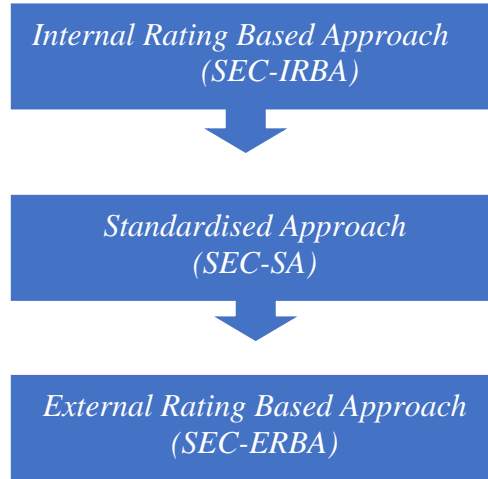 Internal Rating Based Approach
(SEC-IRBA)
Standardised Approach
(SEC-SA)
External Rating Based Approach
(SEC-ERBA)